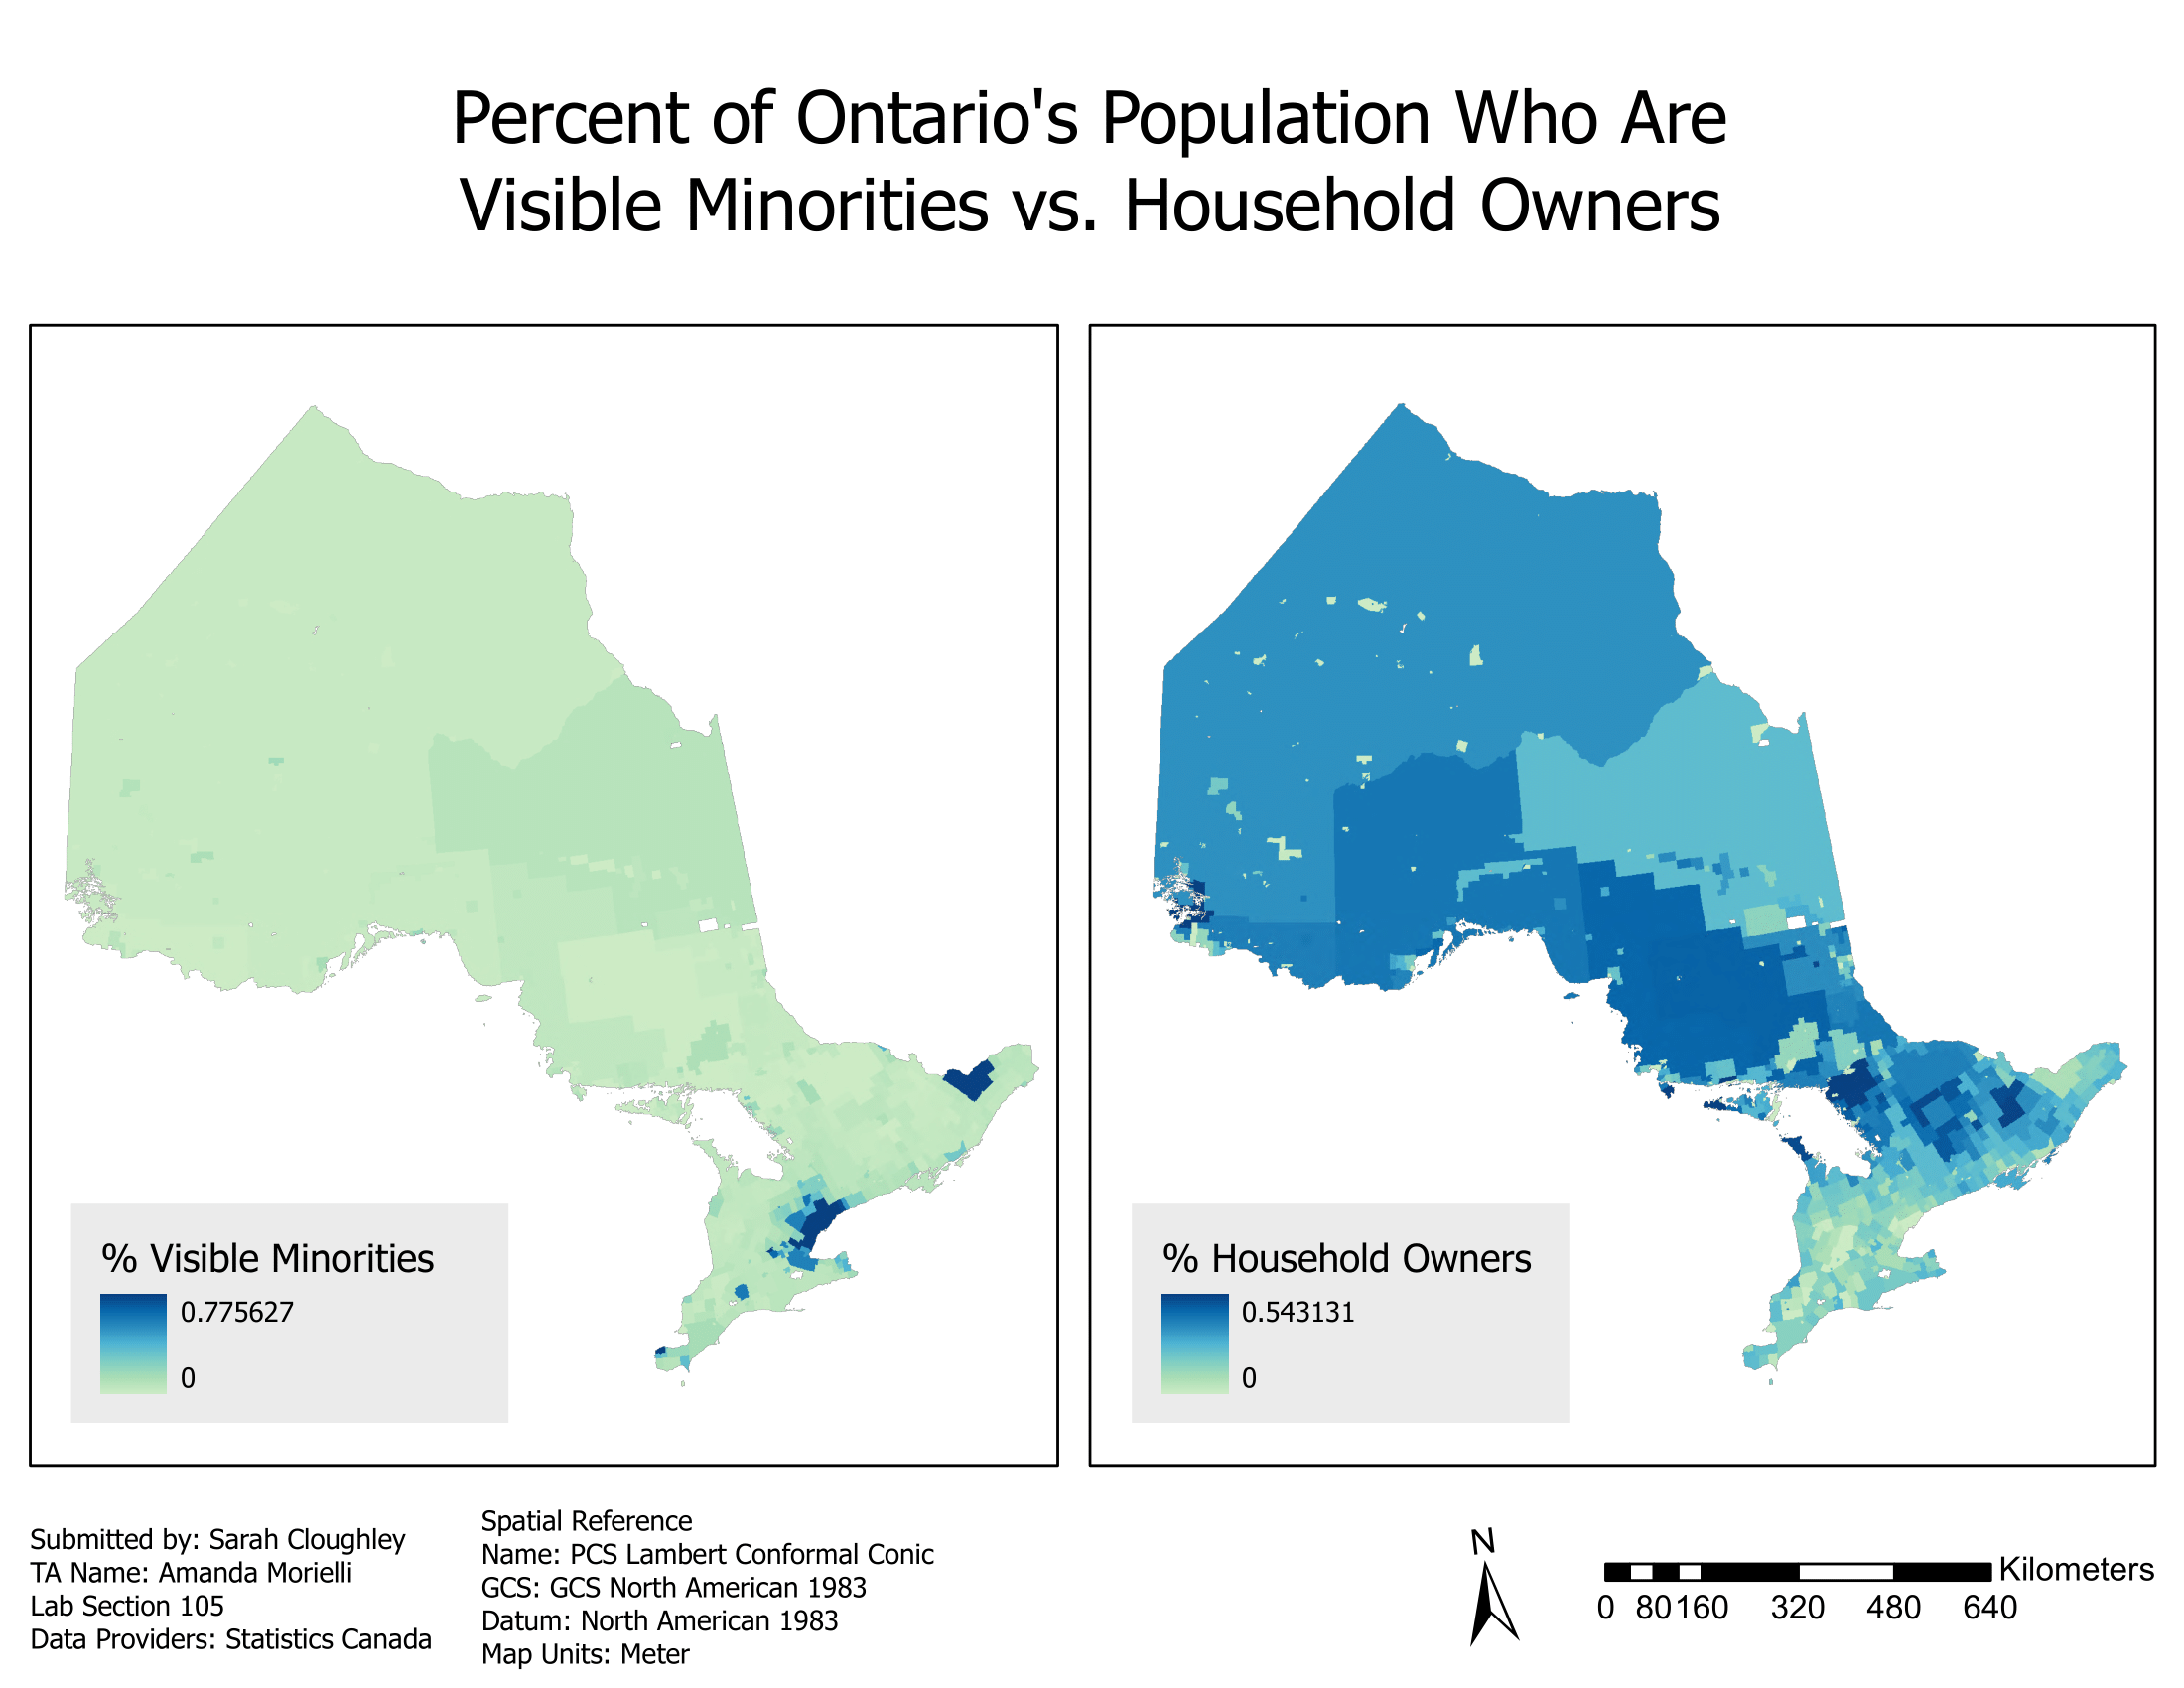 Percent of Ontario's Population Who Are
Visible Minorities vs. Household Owners
% Visible Minorities
0.775627
0
% Household Owners
0.543131
0
Submitted by: Sarah Cloughley
TA Name: Amanda Morielli
Lab Section 105
Data Providers: Statistics Canada
Spatial Reference
Name: PCS Lambert Conformal Conic
GCS: GCS North American 1983
Datum: North American 1983
Map Units: Meter
N
Kilometers
0 80 160 320 480 640